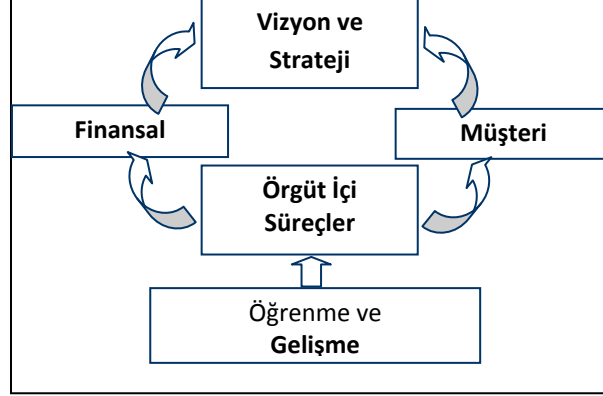 Vizyon ve
Strateji
Finansal
Müşteri
Örgüt İçi
Süreçler
Öğrenme ve
Gelişme